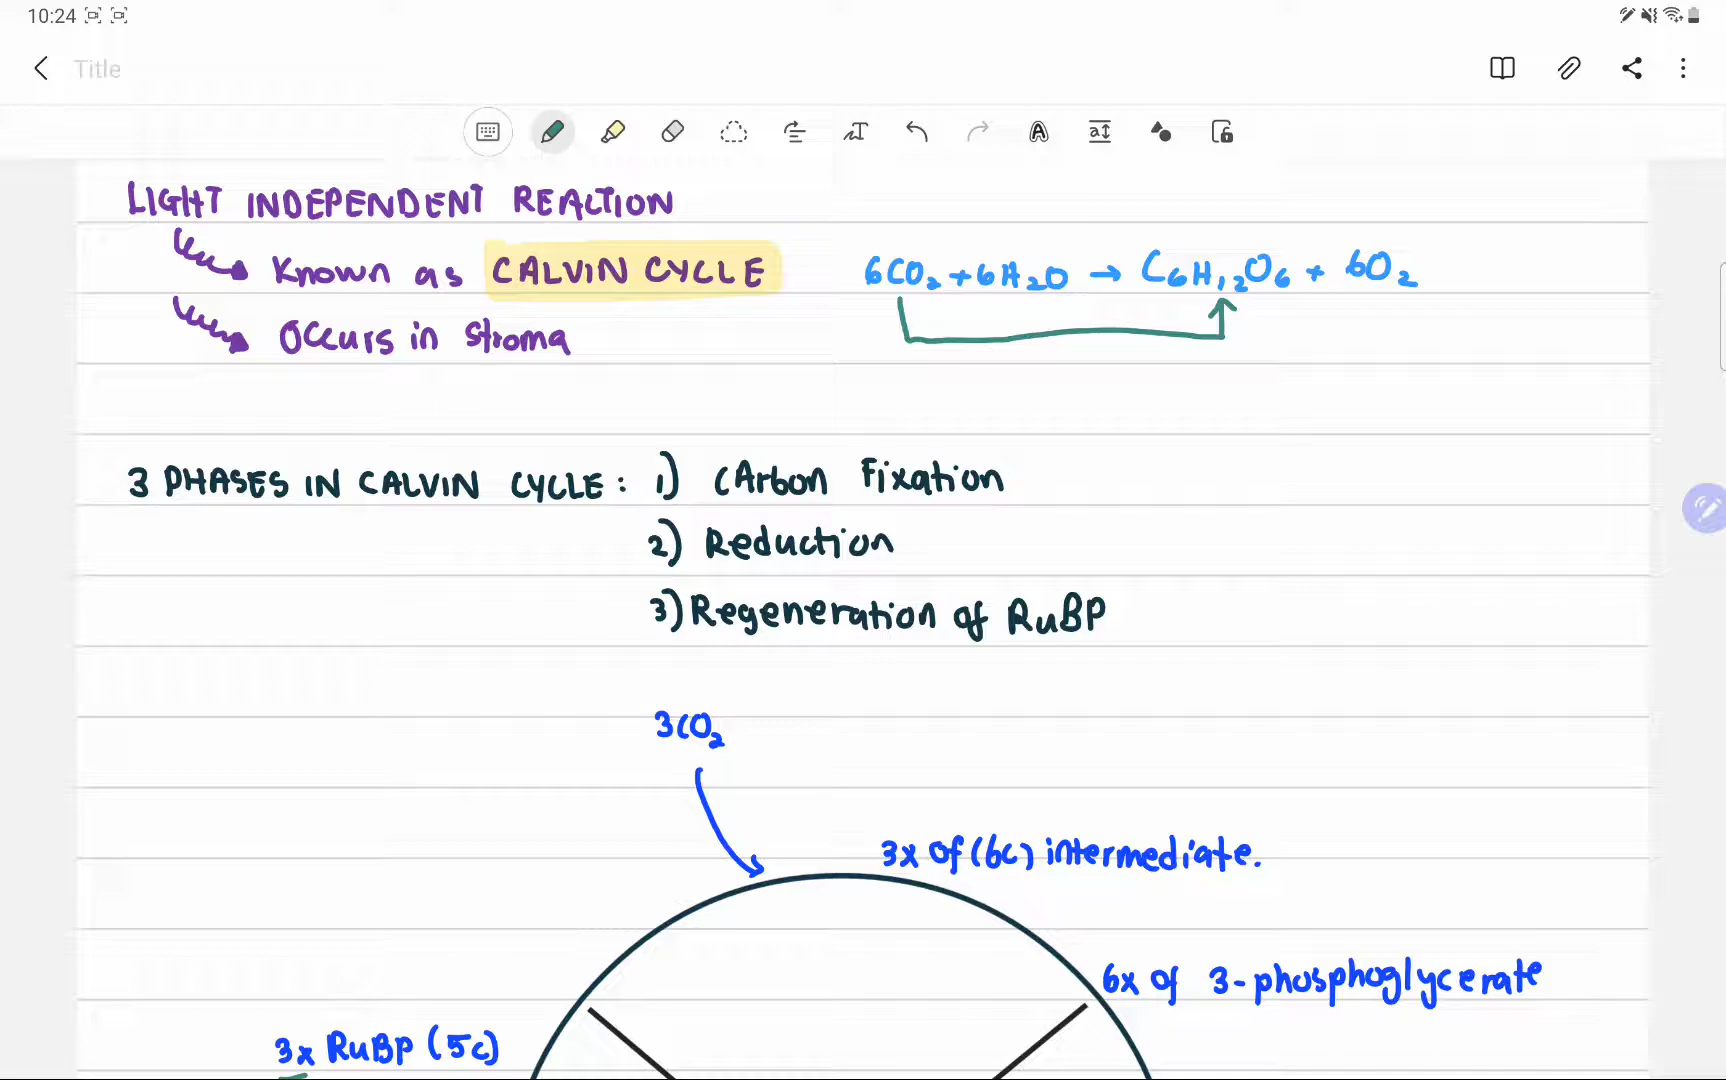 10:24
Title
LIGHT INDEPENDENT REACTION
Known as CALVIN CYCLE
6CO₂ + 6H₂O → C₆H₁₂O₆ + 6O₂
Occurs in stroma
3 PHASES IN CALVIN CYCLE: 1) CArbon Fixation
2) Reduction
3) Regeneration of RuBP
3CO₂
3x of (6c) intermediate.
6x of 3-phosphoglycerate
3x RuBP (5c)